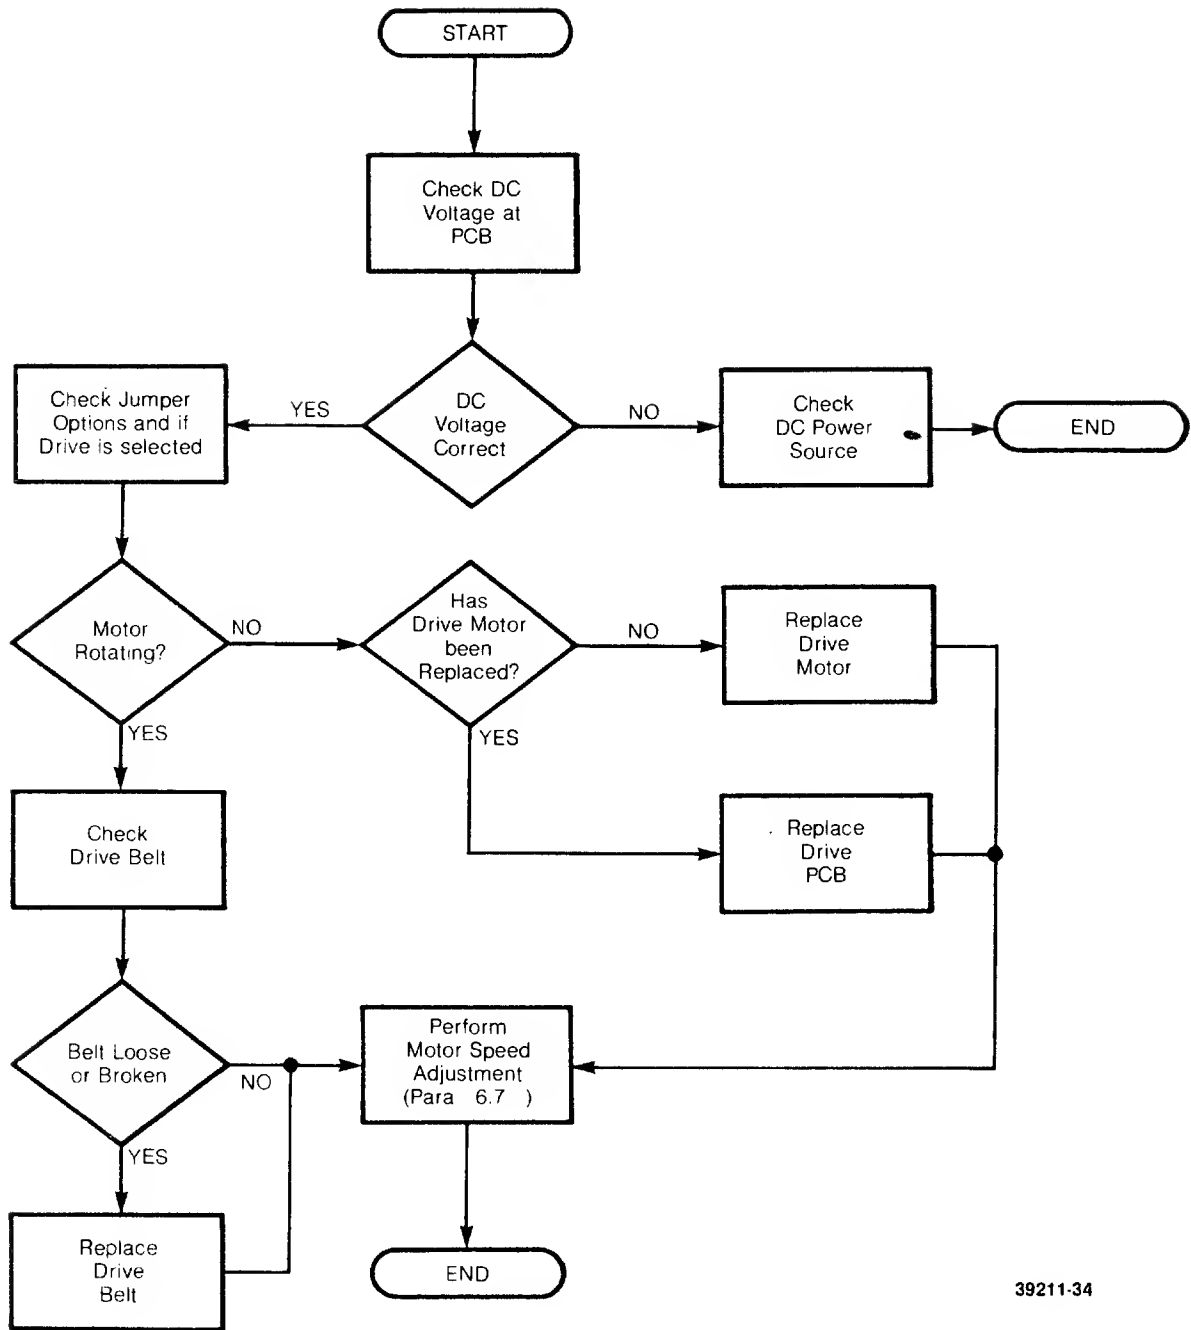 START
Check DC
Voltage at
PCB
Check Jumper
Options and if
Drive is selected
YES
DC
Voltage
Correct
NO
Check
DC Power
Source
END
Motor
Rotating?
NO
YES
Has
Drive Motor
been
Replaced?
NO
YES
Replace
Drive
Motor
Check
Drive Belt
Replace
Drive
PCB
Belt Loose
or Broken
NO
YES
Perform
Motor Speed
Adjustment
(Para 6.7 )
Replace
Drive
Belt
END
39211-34